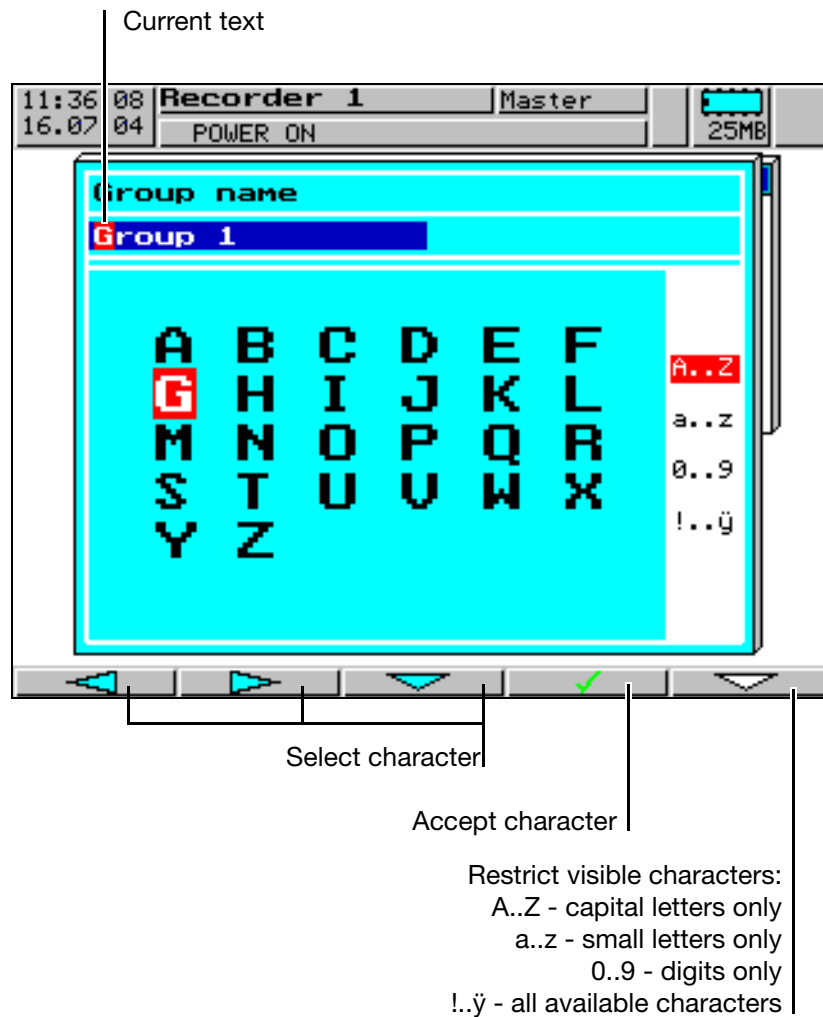 Current text
11:36 08 Recorder 1 Master
16.07 04 POWER ON 25MB
Group name
Group 1
A B C D E F
G H I J K L
M N O P Q R
S T U V W X
Y Z
A..Z
a..z
0..9
!..ÿ
Select character
Accept character
Restrict visible characters:
A..Z - capital letters only
a..z - small letters only
0..9 - digits only
!..ÿ - all available characters